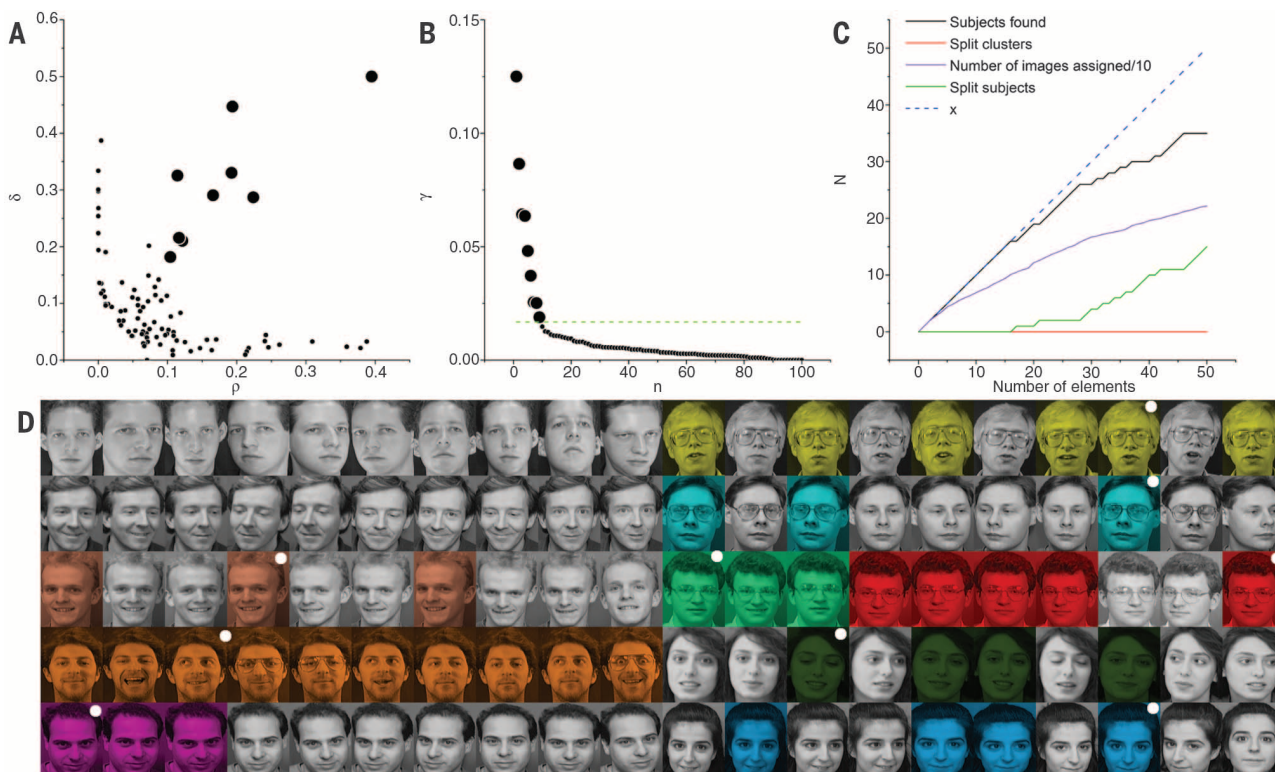 A
0.6
0.5
0.4
0.3
0.2
0.1
0.0
δ
0.0 0.1 0.2 0.3 0.4
ρ
B
0.15
0.10
0.05
0.00
γ
0 20 40 60 80 100
n
C
50
40
30
20
10
0
N
Subjects found
Split clusters
Number of images assigned/10
Split subjects
x
0 10 20 30 40 50
Number of elements
D